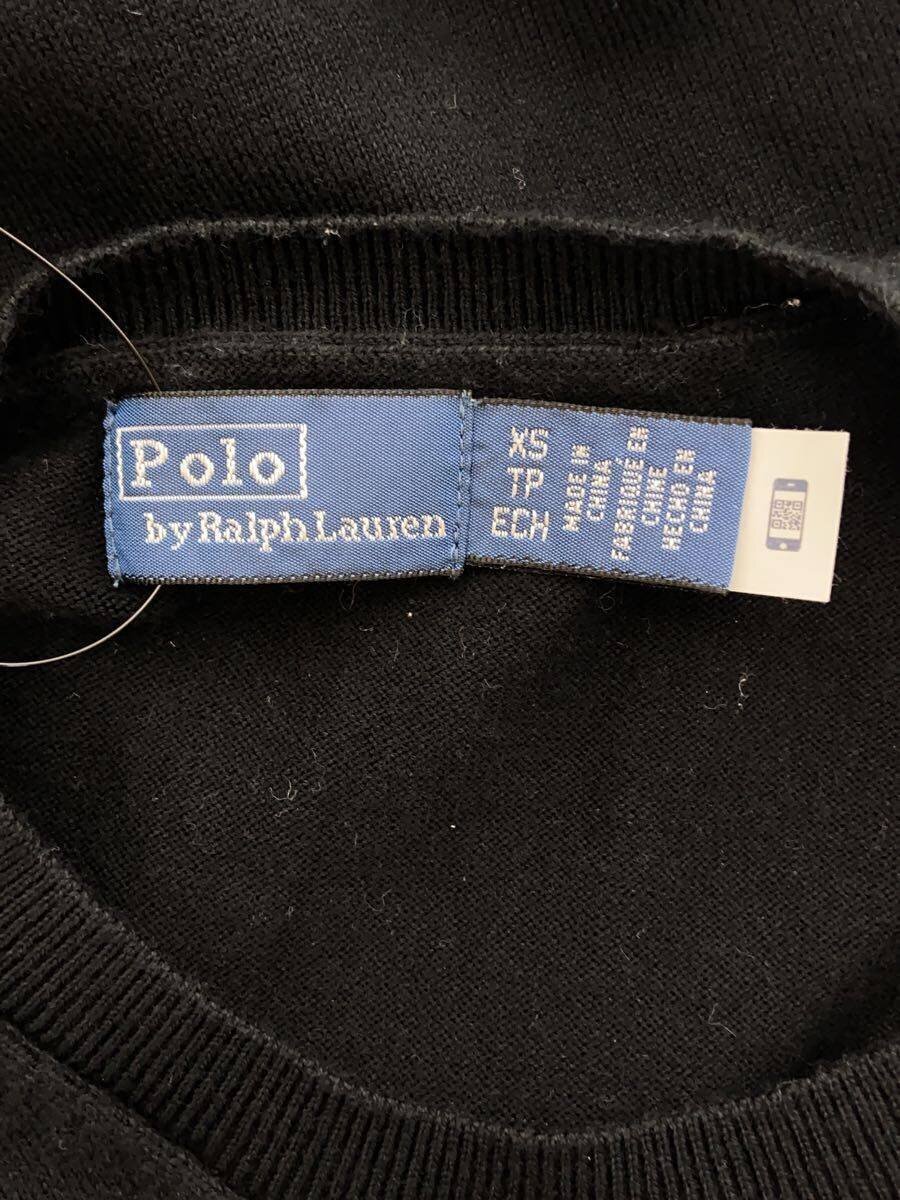 Polo
by Ralph Lauren
XS
TP
ECH
MADE IN
CHINA
FABRIQUÉ EN
CHINE
HECHO EN
CHINA